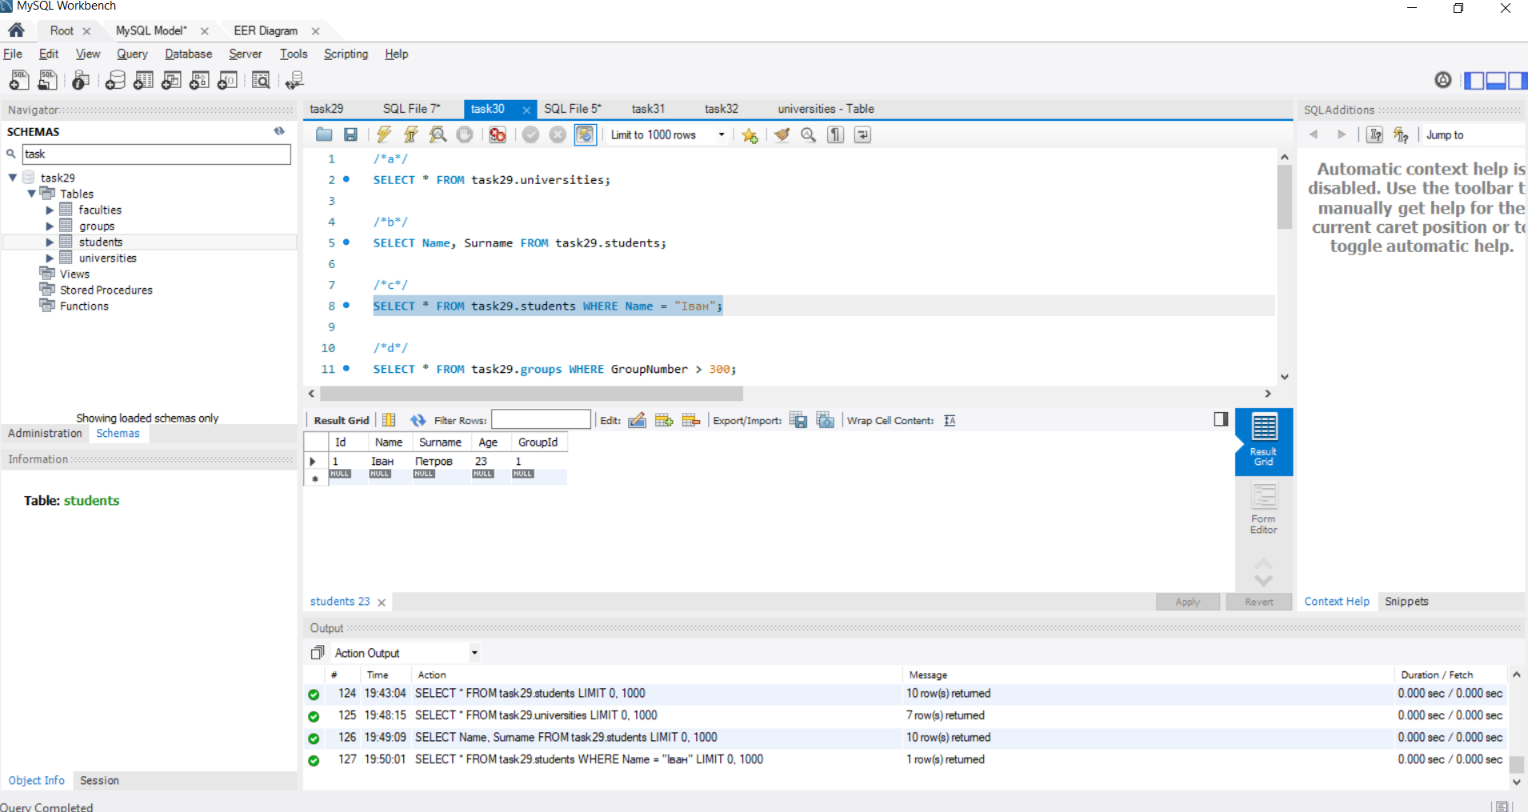 MySQL Workbench
Root
MySQL Model*
EER Diagram
File Edit View Query Database Server Tools Scripting Help
Navigator
SCHEMAS
task
task29
Tables
faculties
groups
students
universities
Views
Stored Procedures
Functions
Showing loaded schemas only
Administration Schemas
Information
Table: students
Object Info Session
Query Completed
task29 SQL File 7* task30 SQL File 5* task31 task32 universities - Table
Limit to 1000 rows
1 /*a*/
2 SELECT * FROM task29.universities;
3
4 /*b*/
5 SELECT Name, Surname FROM task29.students;
6
7 /*c*/
8 SELECT * FROM task29.students WHERE Name = "Іван";
9
10 /*d*/
11 SELECT * FROM task29.groups WHERE GroupNumber > 300;
Result Grid Filter Rows: Edit: Export/Import: Wrap Cell Content:
Id Name Surname Age GroupId
1 Іван Петров 23 1
NULL NULL NULL NULL NULL
Result Grid
Form Editor
students 23
Apply Revert
SQLAdditions
Jump to
Automatic context help is
disabled. Use the toolbar
manually get help for the
current caret position or
toggle automatic help.
Context Help Snippets
Output
Action Output
# Time Action Message Duration / Fetch
124 19:43:04 SELECT * FROM task29.students LIMIT 0, 1000 10 row(s) returned 0.000 sec / 0.000 sec
125 19:48:15 SELECT * FROM task29.universities LIMIT 0, 1000 7 row(s) returned 0.000 sec / 0.000 sec
126 19:49:09 SELECT Name, Surname FROM task29.students LIMIT 0, 1000 10 row(s) returned 0.000 sec / 0.000 sec
127 19:50:01 SELECT * FROM task29.students WHERE Name = "Іван" LIMIT 0, 1000 1 row(s) returned 0.000 sec / 0.000 sec